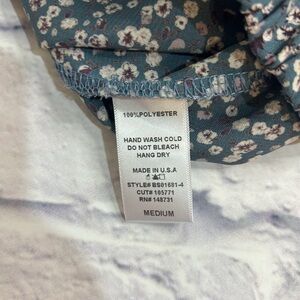 100%POLYESTER
HAND WASH COLD
DO NOT BLEACH
HANG DRY
MADE IN U.S.A
STYLE# BS01681-4
CUT# 105771
RN# 148731
MEDIUM